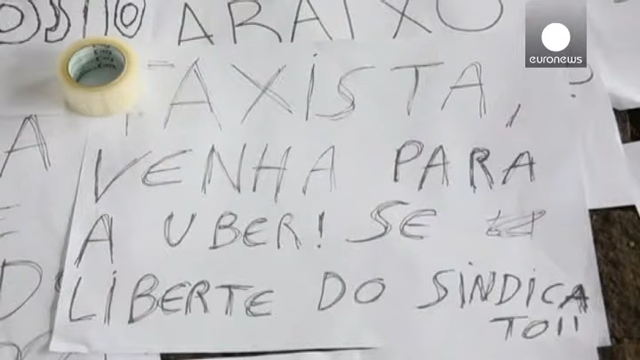 ABAIXO
euronews
TAXISTA,
VENHA PARA
A UBER! SE
LIBERTE DO SINDICA
TO!!